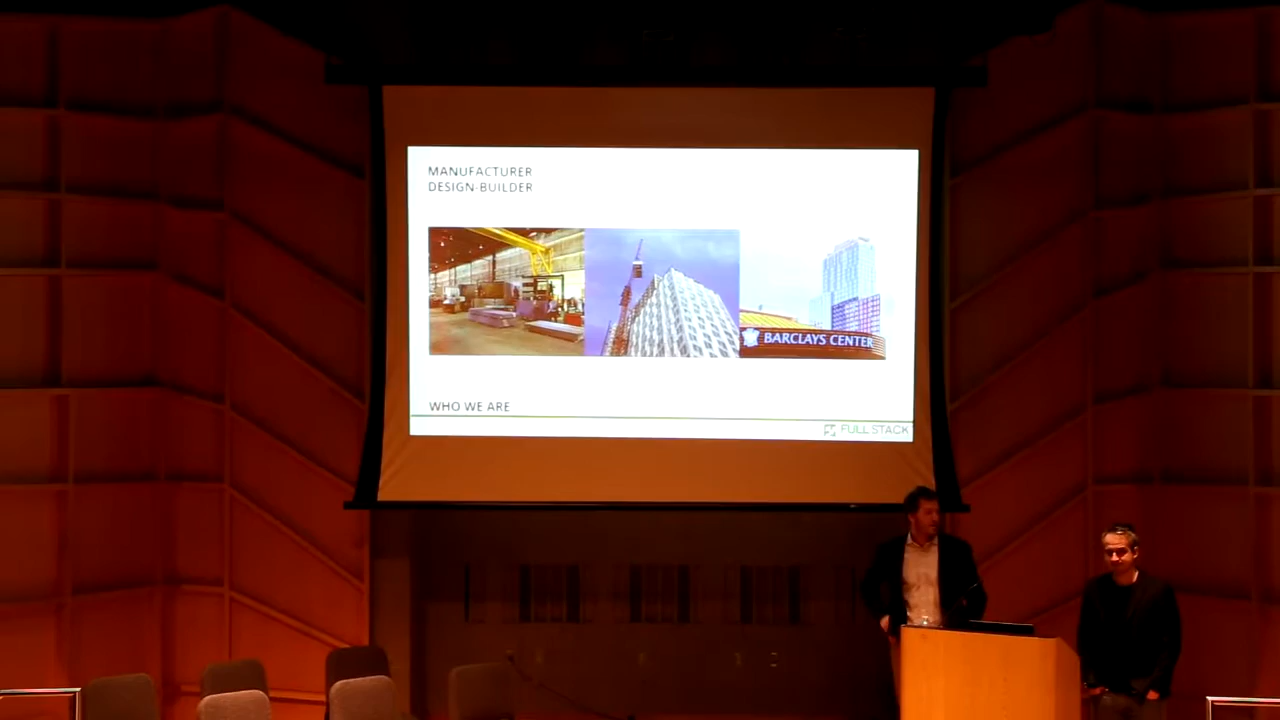 MANUFACTURER
DESIGN-BUILDER
BARCLAYS CENTER
WHO WE ARE
FULL STACK